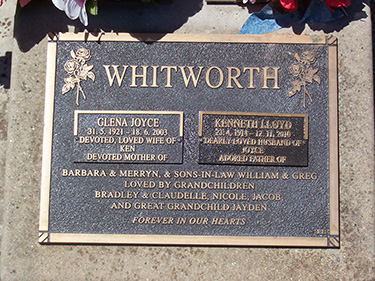 WHITWORTH
GLENA JOYCE
31. 5. 1921 - 18. 6. 2003
DEVOTED, LOVED WIFE OF
KEN
DEVOTED MOTHER OF
KENNETH LLOYD
23. 4. 1914 - 17. 11. 2010
DEARLY LOVED HUSBAND OF
JOYCE
ADORED FATHER OF
BARBARA & MERRYN, & SONS-IN-LAW WILLIAM & GREG
LOVED BY GRANDCHILDREN
BRADLEY & CLAUDELLE, NICOLE, JACOB
AND GREAT GRANDCHILD JAYDEN.
FOREVER IN OUR HEARTS